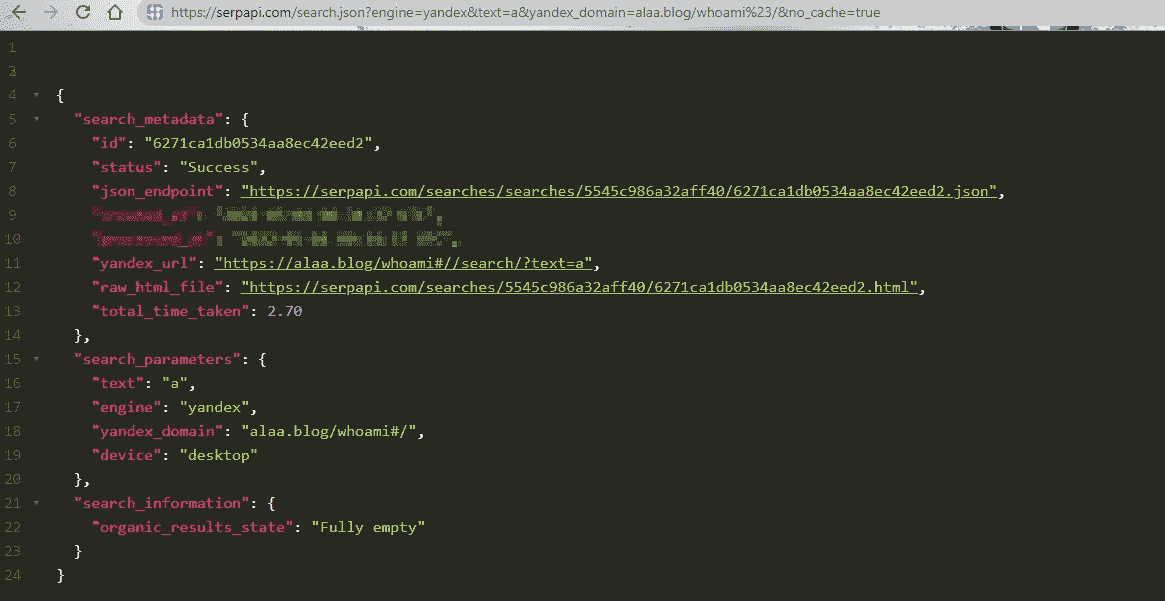 https://serpapi.com/search.json?engine=yandex&text=a&yandex_domain=alaa.blog/whoami%23/&no_cache=true
1
2
4 {
5 "search_metadata": {
6 "id": "6271ca1db0534aa8ec42eed2",
7 "status": "Success",
8 "json_endpoint": "https://serpapi.com/searches/searches/5545c986a32aff40/6271ca1db0534aa8ec42eed2.json",
9
10
11 "yandex_url": "https://alaa.blog/whoami#//search/?text=a",
12 "raw_html_file": "https://serpapi.com/searches/5545c986a32aff40/6271ca1db0534aa8ec42eed2.html",
13 "total_time_taken": 2.70
14 },
15 "search_parameters": {
16 "text": "a",
17 "engine": "yandex",
18 "yandex_domain": "alaa.blog/whoami#/",
19 "device": "desktop"
20 },
21 "search_information": {
22 "organic_results_state": "Fully empty"
23 }
24 }